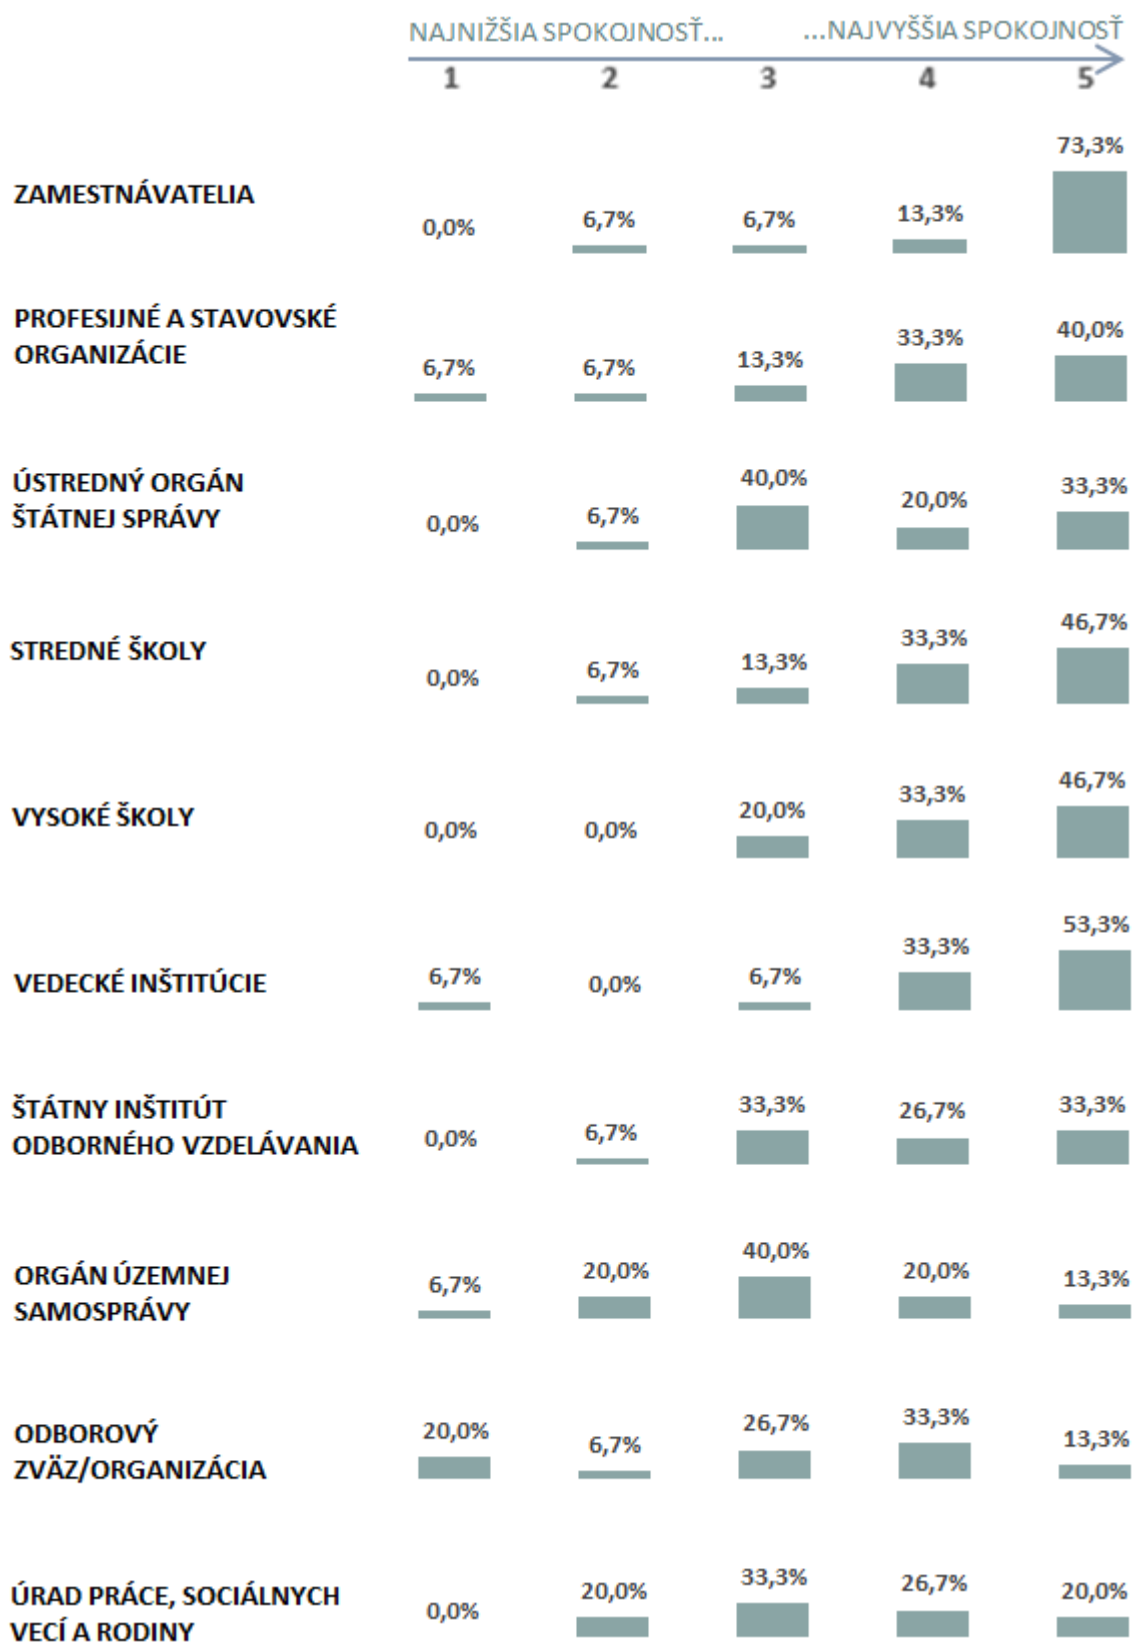 NAJNIŽŠIA SPOKOJNOSŤ... ...NAJVYŠŠIA SPOKOJNOSŤ
1 2 3 4 5
ZAMESTNÁVATELIA
0,0% 6,7% 6,7% 13,3% 73,3%
PROFESIJNÉ A STAVOVSKÉ
ORGANIZÁCIE
6,7% 6,7% 13,3% 33,3% 40,0%
ÚSTREDNÝ ORGÁN
ŠTÁTNEJ SPRÁVY
0,0% 6,7% 40,0% 20,0% 33,3%
STREDNÉ ŠKOLY
0,0% 6,7% 13,3% 33,3% 46,7%
VYSOKÉ ŠKOLY
0,0% 0,0% 20,0% 33,3% 46,7%
VEDECKÉ INŠTITÚCIE
6,7% 0,0% 6,7% 33,3% 53,3%
ŠTÁTNY INŠTITÚT
ODBORNÉHO VZDELÁVANIA
0,0% 6,7% 33,3% 26,7% 33,3%
ORGÁN ÚZEMNEJ
SAMOSPRÁVY
6,7% 20,0% 40,0% 20,0% 13,3%
ODBOROVÝ
ZVÄZ/ORGANIZÁCIA
20,0% 6,7% 26,7% 33,3% 13,3%
ÚRAD PRÁCE, SOCIÁLNYCH
VECÍ A RODINY
0,0% 20,0% 33,3% 26,7% 20,0%